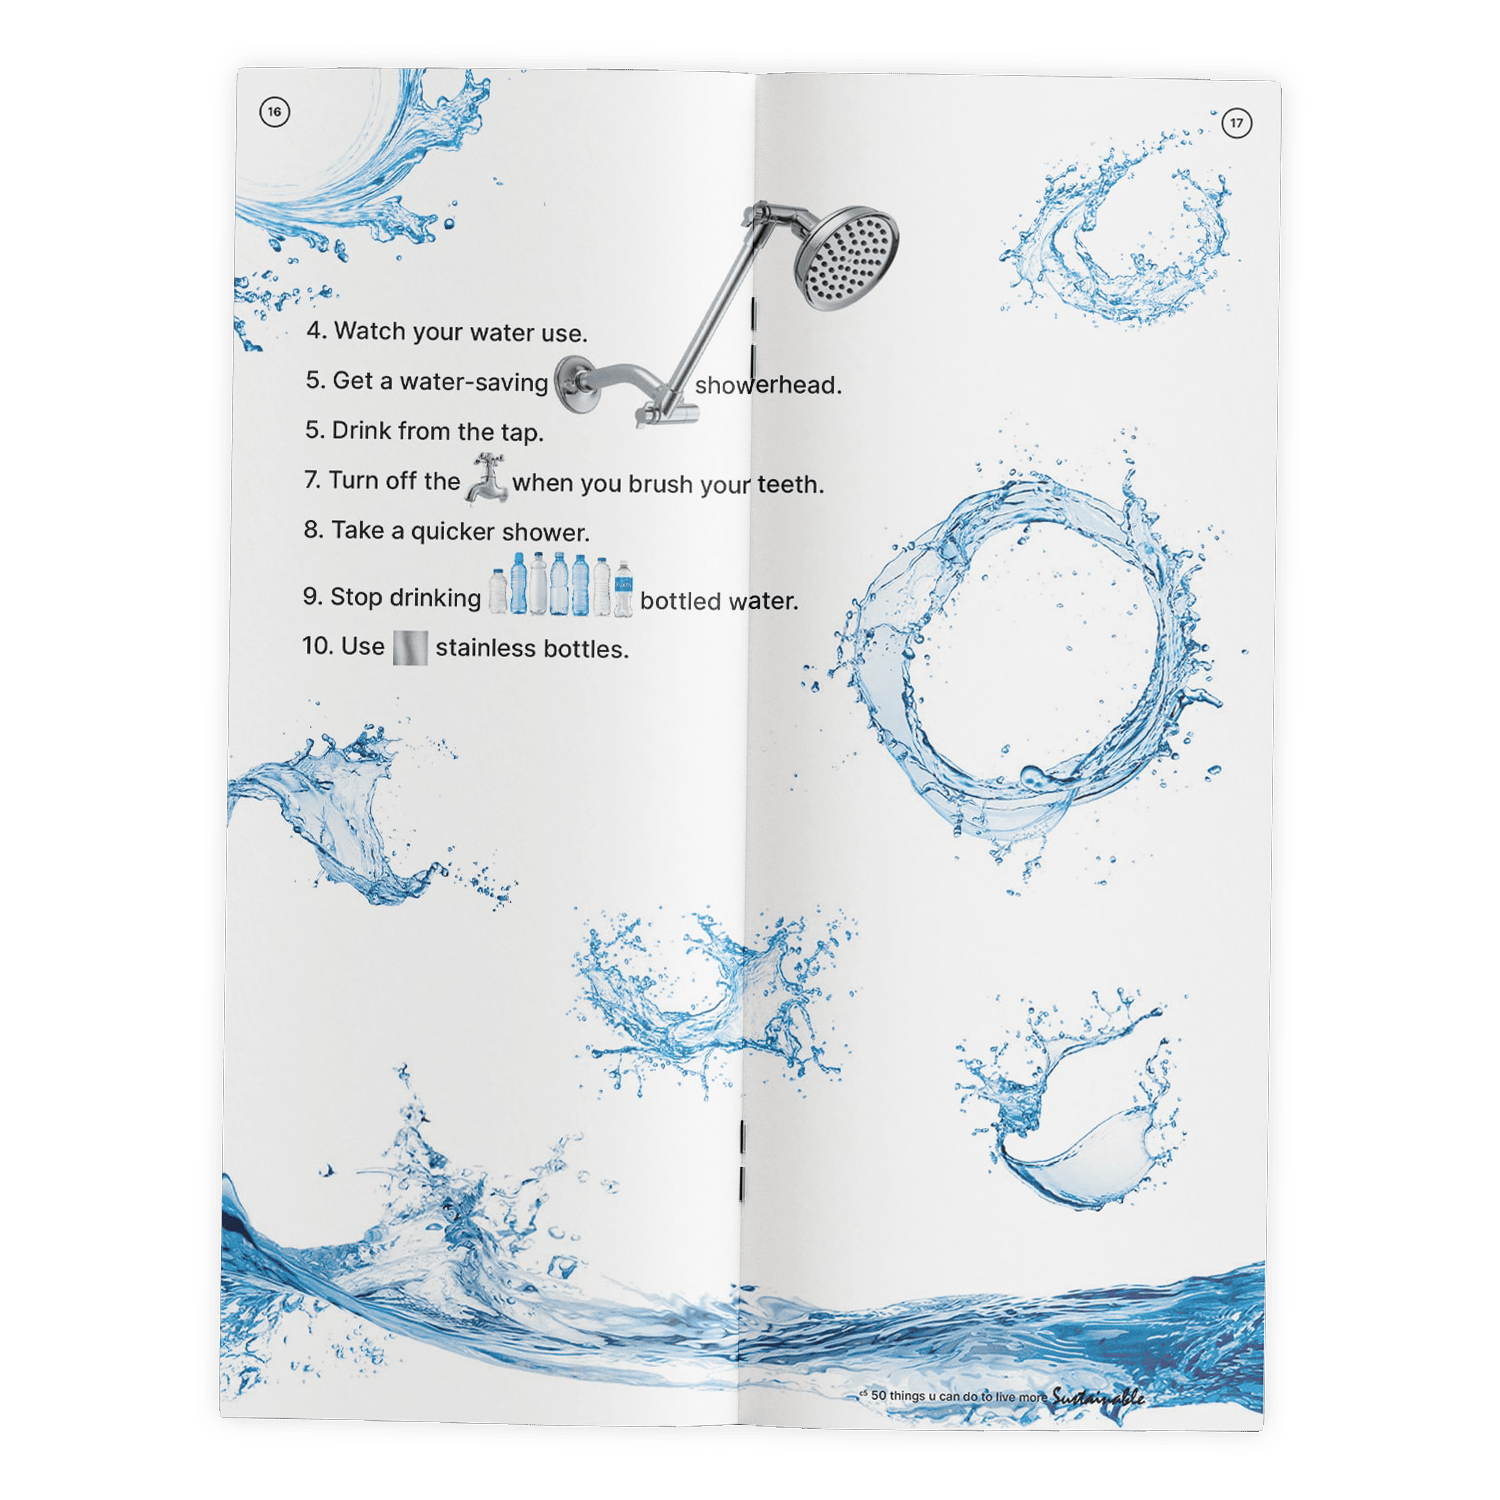 16
17
4. Watch your water use.
5. Get a water-saving showerhead.
5. Drink from the tap.
7. Turn off the when you brush your teeth.
8. Take a quicker shower.
9. Stop drinking bottled water.
10. Use stainless bottles.
c5 50 things u can do to live more Sustainable